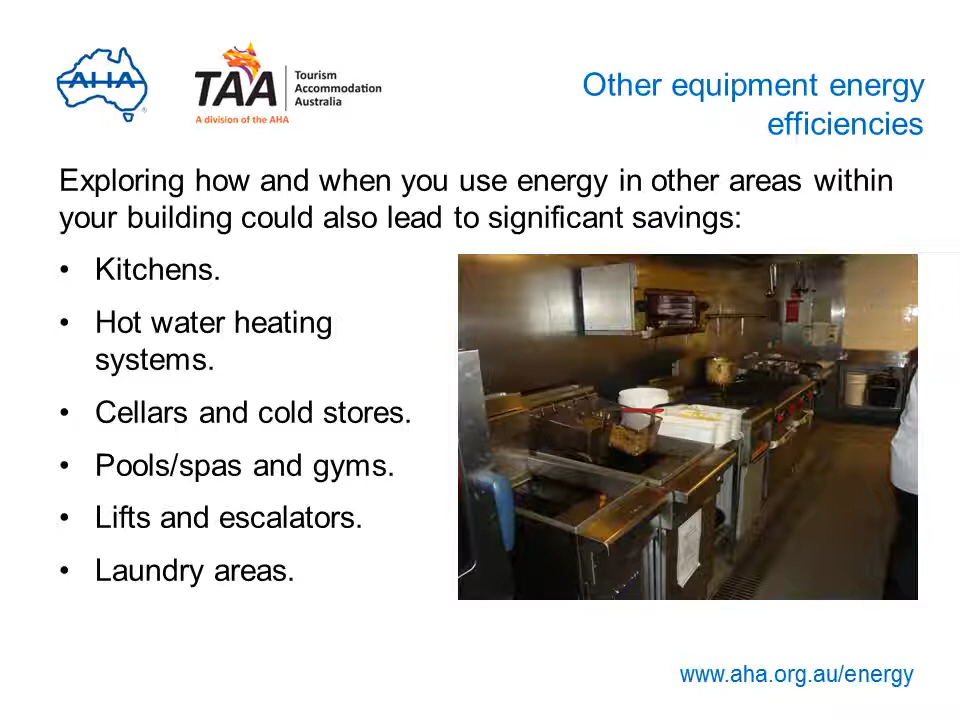 AHA
®
TAA
Tourism
Accommodation
Australia
A division of the AHA
Other equipment energy
efficiencies
Exploring how and when you use energy in other areas within
your building could also lead to significant savings:
• Kitchens.
• Hot water heating
systems.
• Cellars and cold stores.
• Pools/spas and gyms.
• Lifts and escalators.
• Laundry areas.
www.aha.org.au/energy